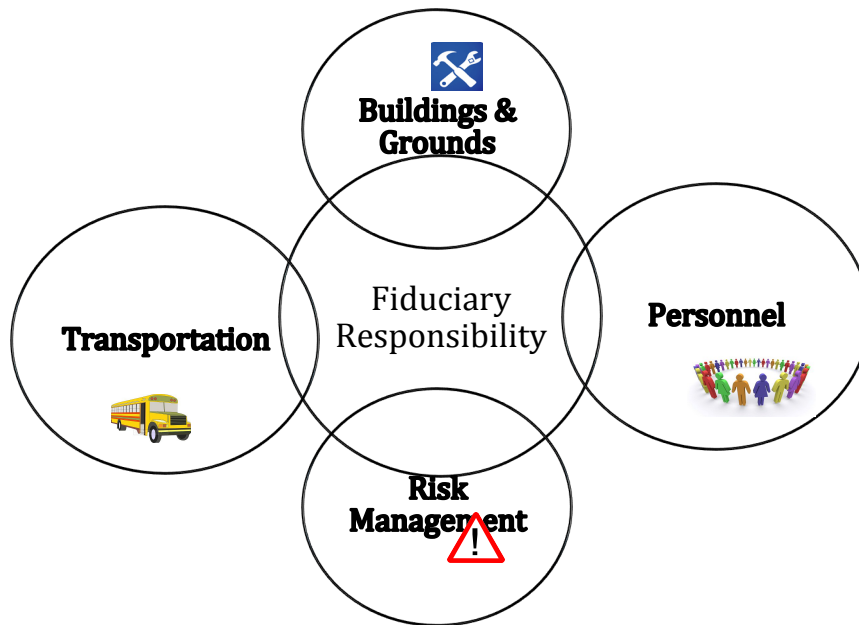 Buildings &
Grounds
Fiduciary
Responsibility
Transportation
Personnel
Risk
Management
!